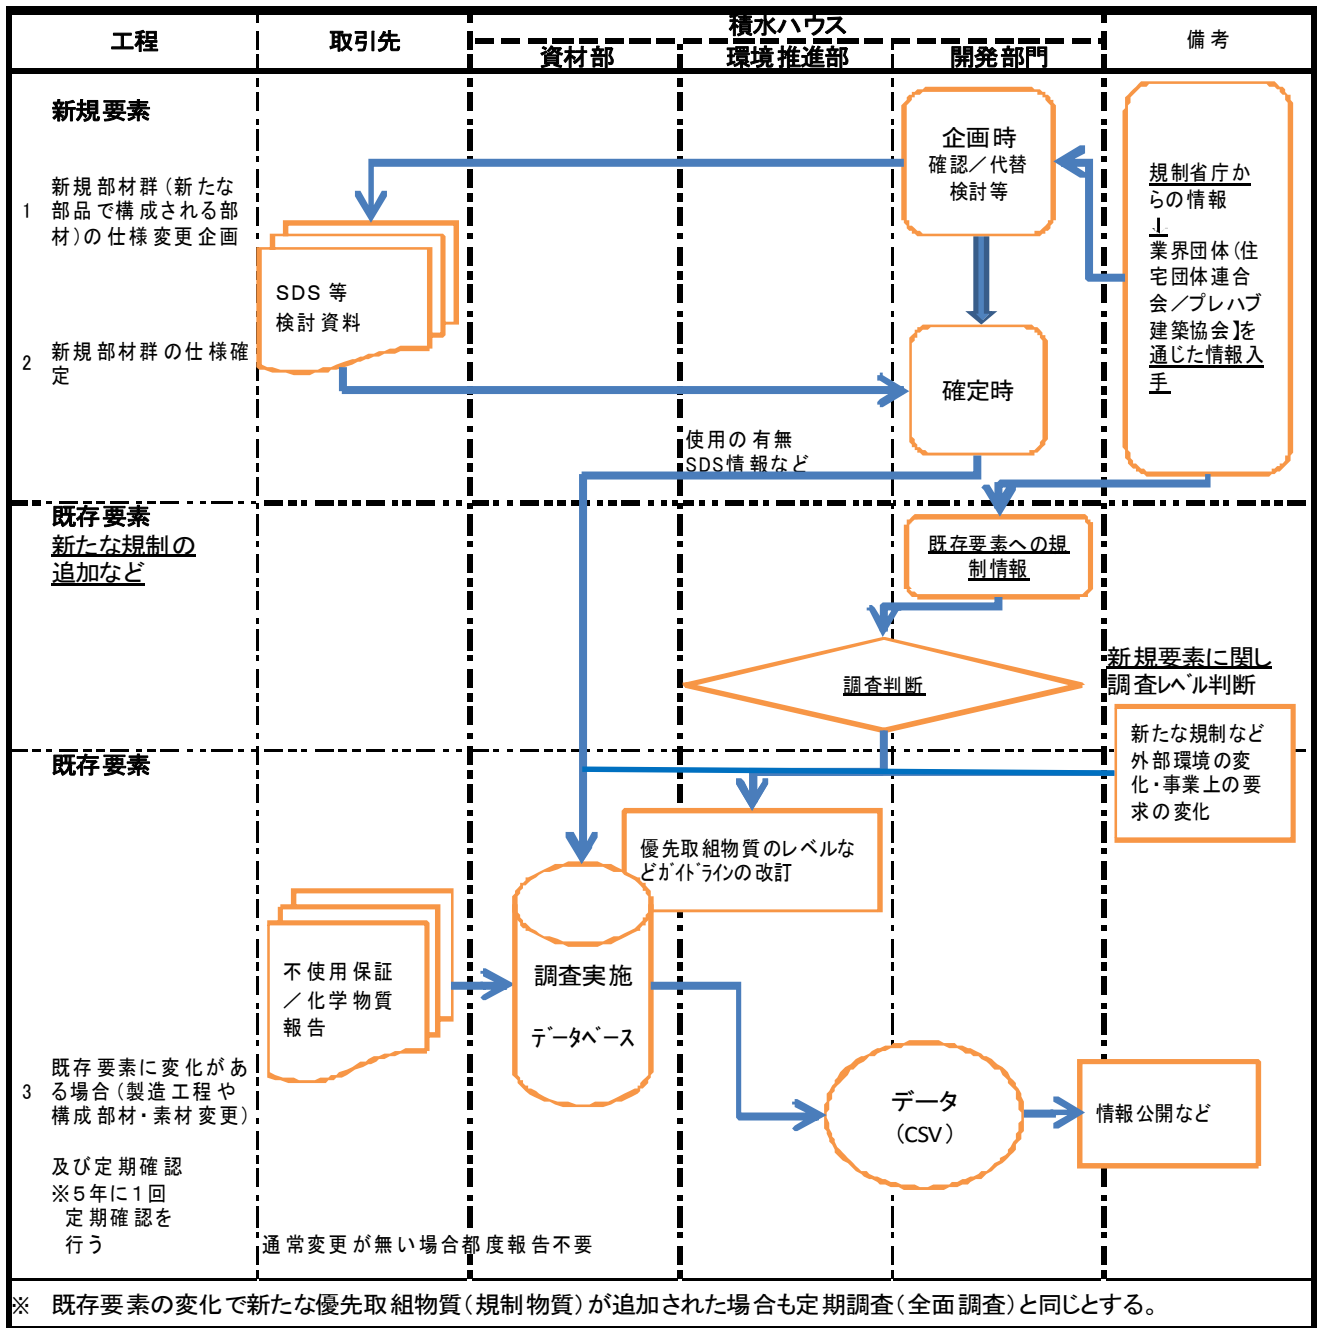 工程
取引先
積水ハウス
資材部
環境推進部
開発部門
備考
新規要素
1
新規部材群(新たな
部品で構成される部
材)の仕様変更企画
2
新規部材群の仕様確
定
SDS 等
検討資料
企画時
確認/代替
検討等
確定時
規制省庁か
らの情報
↓
業界団体(住
宅団体連合
会/プレハブ
建築協会】を
通じた情報入
手
使用の有無
SDS情報など
既存要素
新たな規制の
追加など
既存要素への規
制情報
調査判断
新規要素に関し
調査レベル判断
新たな規制など
外部環境の変
化・事業上の要
求の変化
既存要素
優先取組物質のレベルな
どガイドラインの改訂
不使用保証
/化学物質
報告
調査実施
データベース
データ
(CSV)
情報公開など
3
既存要素に変化があ
る場合(製造工程や
構成部材・素材変更)
及び定期確認
※5年に1回
定期確認を
行う
通常変更が無い場合都度報告不要
※ 既存要素の変化で新たな優先取組物質(規制物質)が追加された場合も定期調査(全面調査)と同じとする。